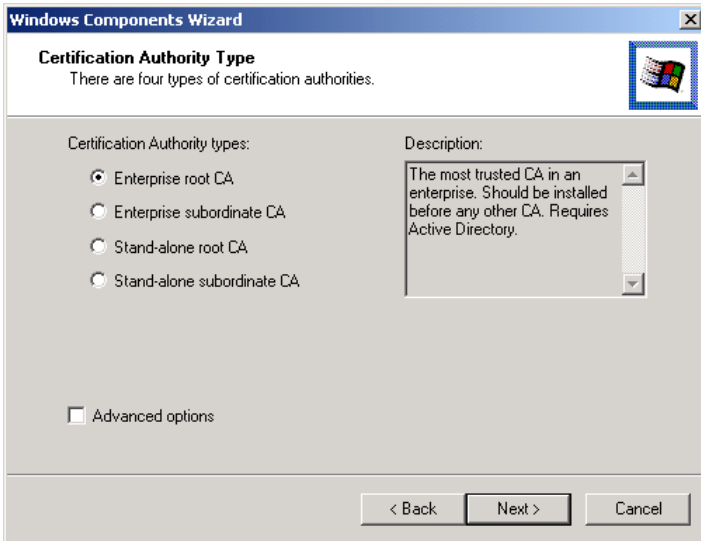 Windows Components Wizard
Certification Authority Type
There are four types of certification authorities.
Certification Authority types:
Enterprise root CA
Enterprise subordinate CA
Stand-alone root CA
Stand-alone subordinate CA
Description:
The most trusted CA in an
enterprise. Should be installed
before any other CA. Requires
Active Directory.
Advanced options
< Back
Next >
Cancel